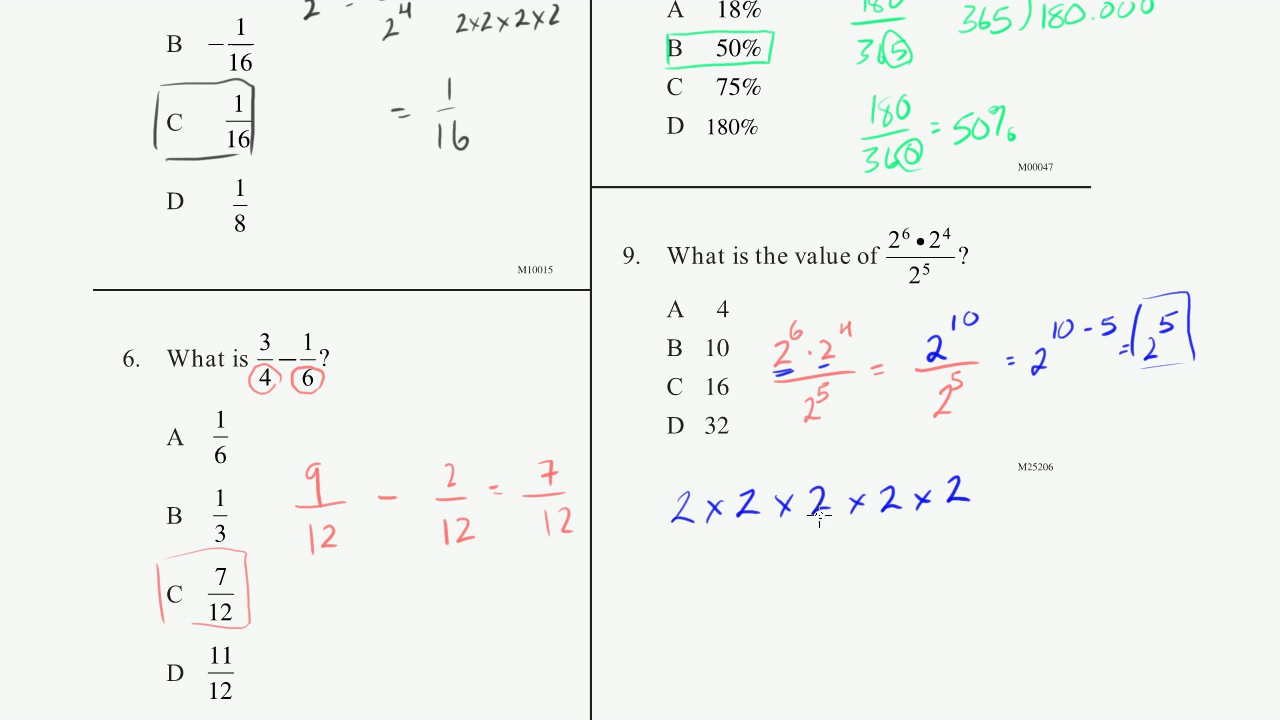 2 = 2⁴ 2×2×2×2
B −1/16
C 1/16
= 1/16
D 1/8
M10015
6. What is 3/4 − 1/6?
A 1/6
B 1/3
C 7/12
D 11/12
9/12 − 2/12 = 7/12
A 18%
B 50%
C 75%
D 180%
180/365 365)180.000
180/360 = 50%
M00047
9. What is the value of 2⁶ • 2⁴ / 2⁵?
A 4
B 10
C 16
D 32
2⁶ · 2⁴ / 2⁵ = 2¹⁰ / 2⁵ = 2¹⁰⁻⁵ = 2⁵
M25206
2 × 2 × 2 × 2 × 2